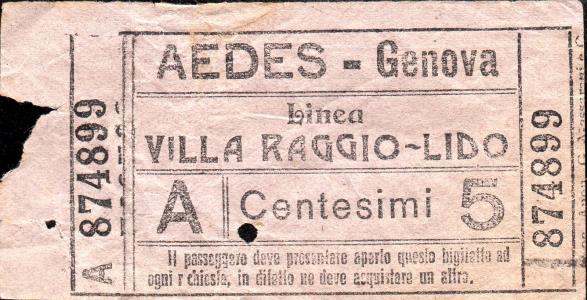 AEDES - Genova
Linea
VILLA RAGGIO~LIDO
A Centesimi 5
Il passeggero deve presentare aperto questo biglietto ad
ogni r chiesta, in difetto ne deve acquistare un altro.
A 874899
874899